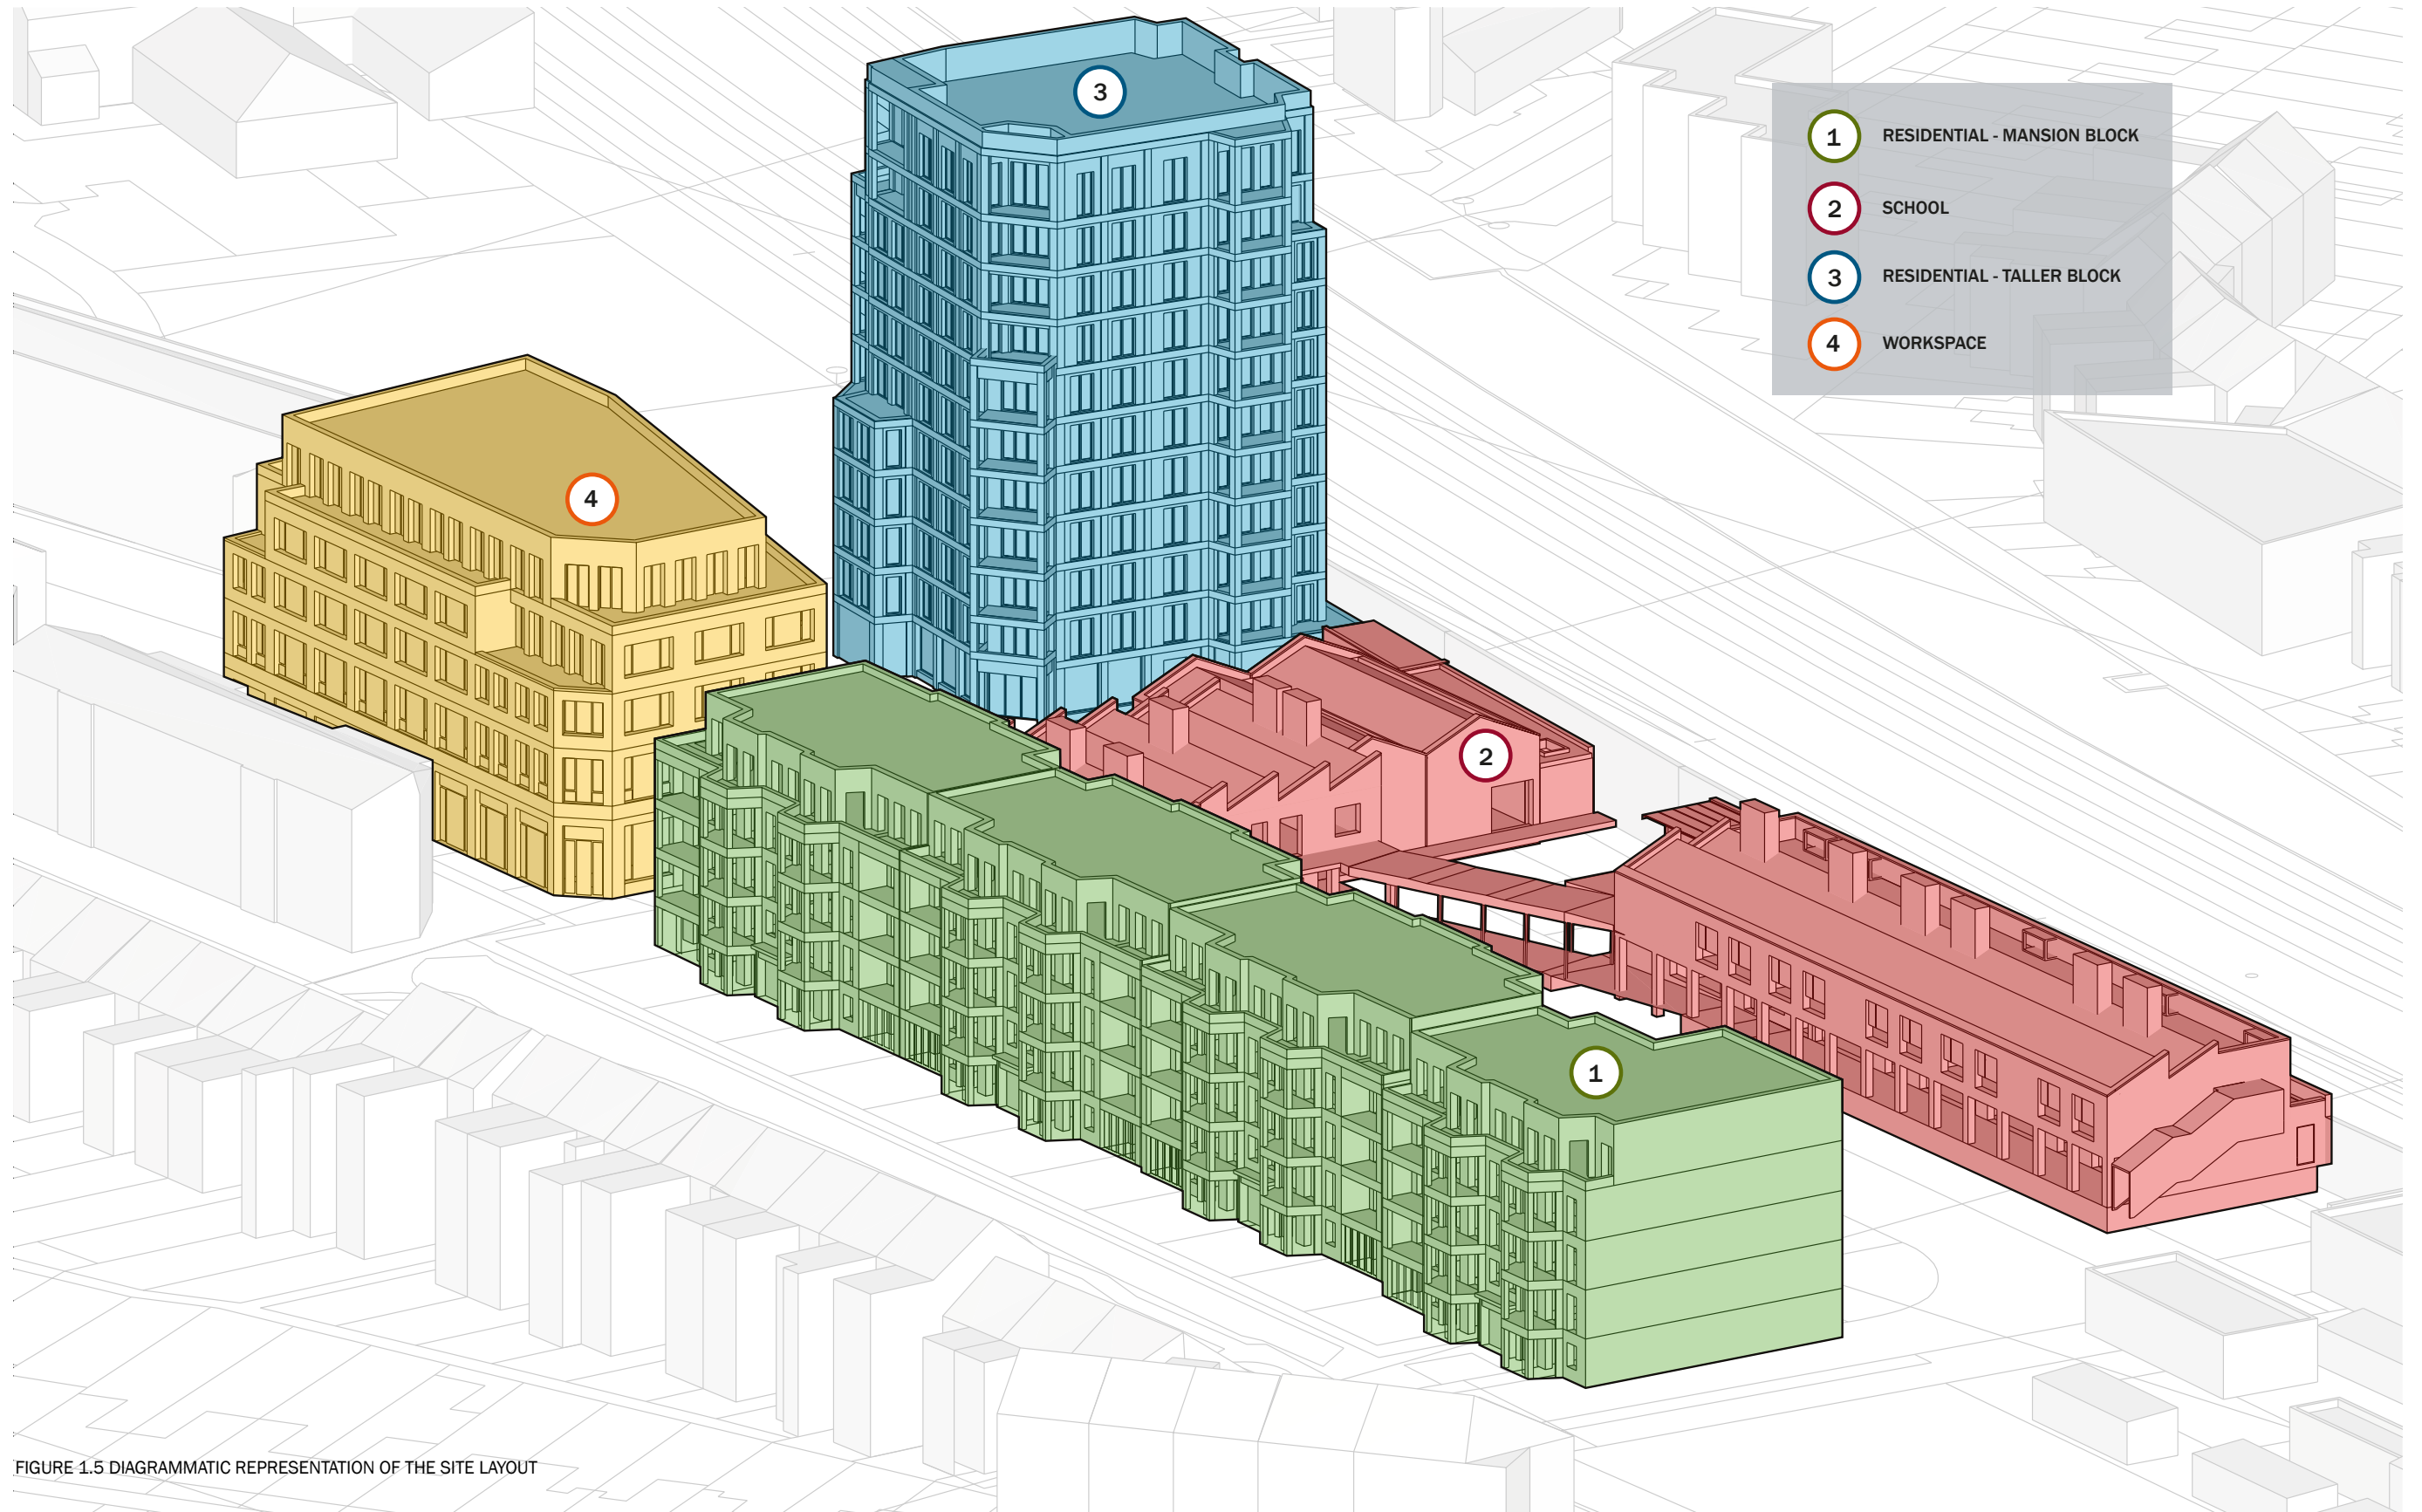 3
1 RESIDENTIAL - MANSION BLOCK
2 SCHOOL
3 RESIDENTIAL - TALLER BLOCK
4 WORKSPACE
4
2
1
FIGURE 1.5 DIAGRAMMATIC REPRESENTATION OF THE SITE LAYOUT